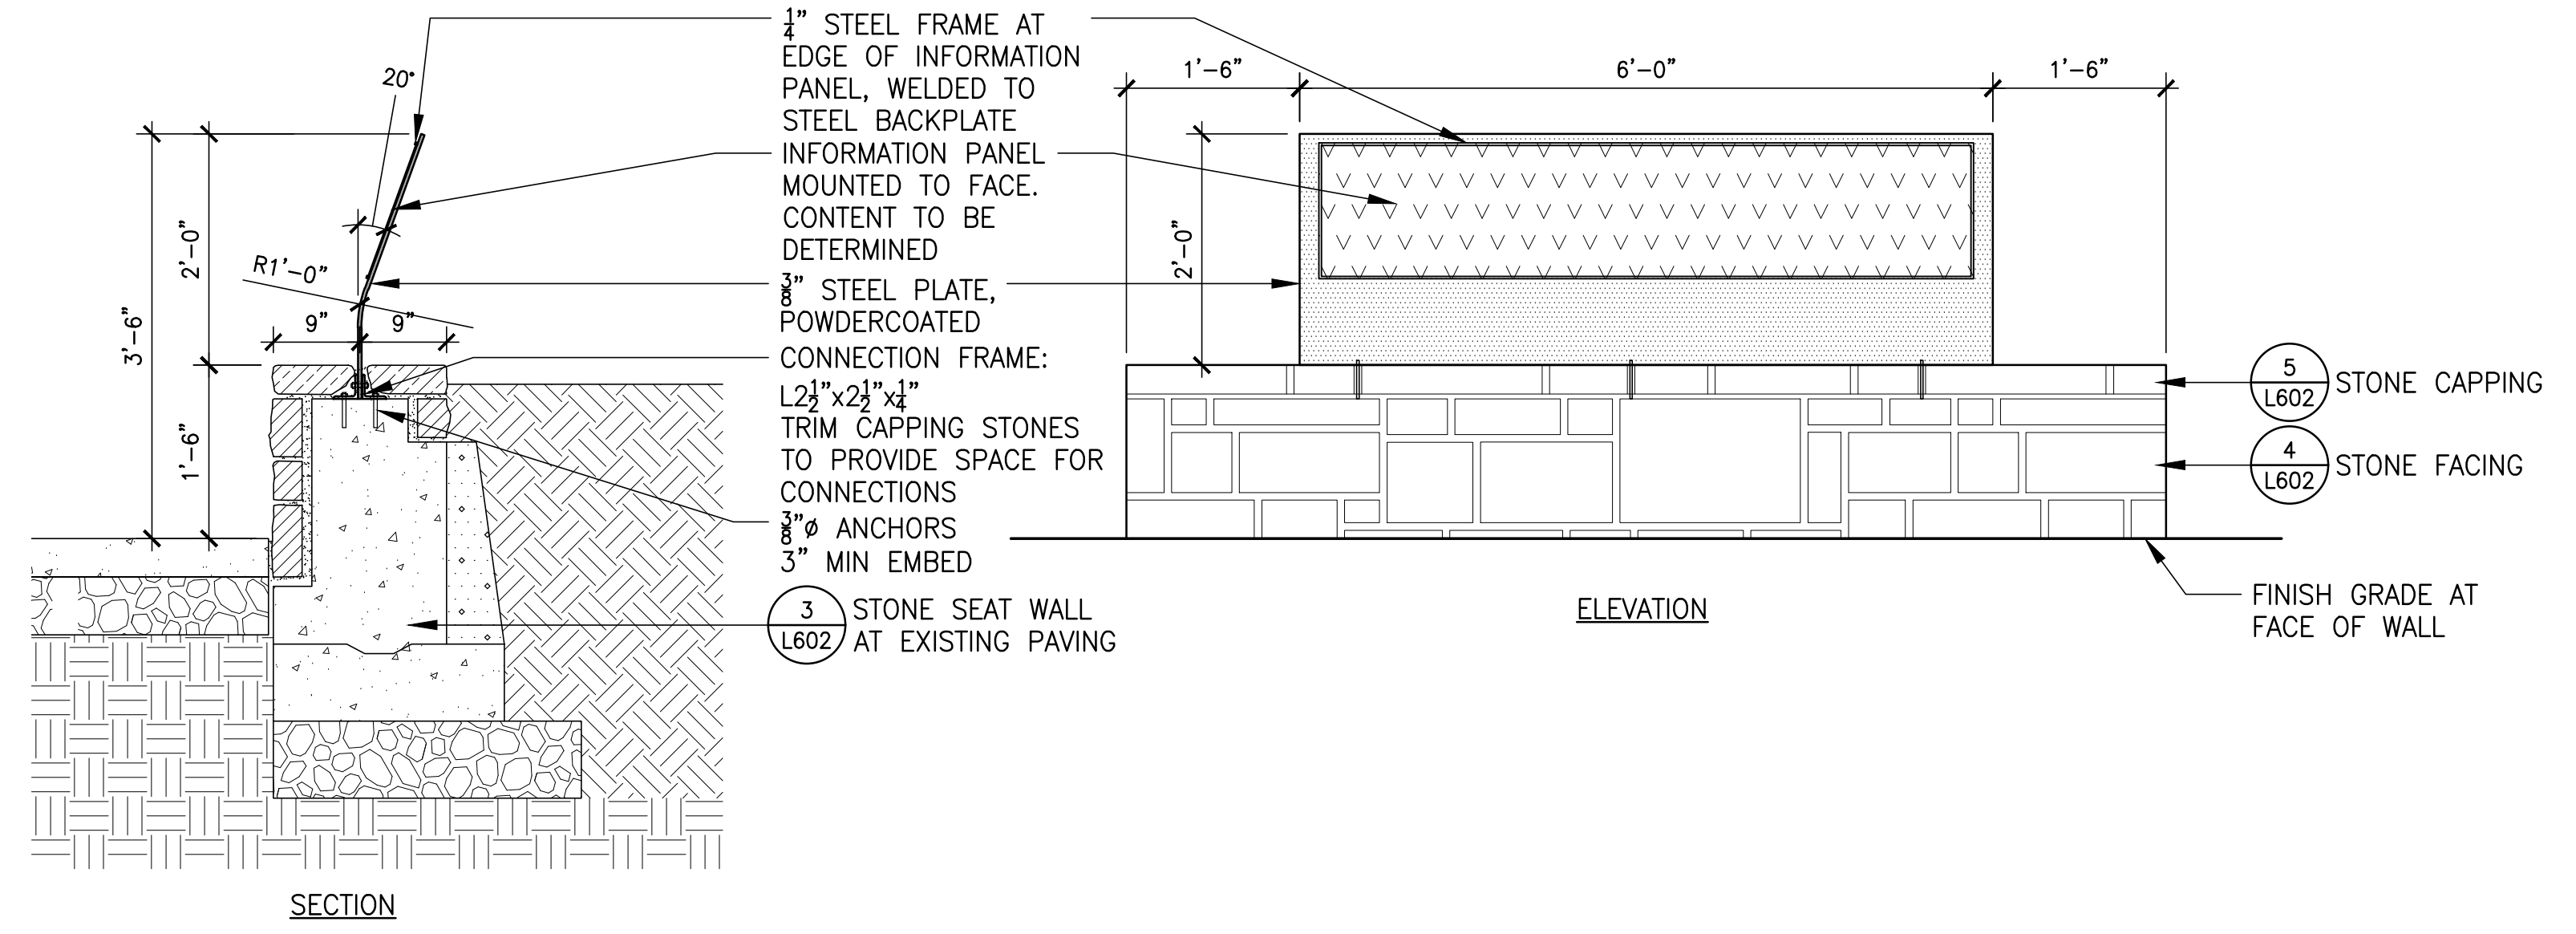 ¼” STEEL FRAME AT
EDGE OF INFORMATION
PANEL, WELDED TO
STEEL BACKPLATE
INFORMATION PANEL
MOUNTED TO FACE.
CONTENT TO BE
DETERMINED
⅜” STEEL PLATE,
POWDERCOATED
CONNECTION FRAME:
L2½”x2½”x¼”
TRIM CAPPING STONES
TO PROVIDE SPACE FOR
CONNECTIONS
⅜”ø ANCHORS
3” MIN EMBED
3
L602
STONE SEAT WALL
AT EXISTING PAVING
20°
3’-6”
2’-0”
1’-6”
R1’-0”
9”
9”
SECTION
1’-6”
6’-0”
1’-6”
2’-0”
5
L602
STONE CAPPING
4
L602
STONE FACING
FINISH GRADE AT
FACE OF WALL
ELEVATION